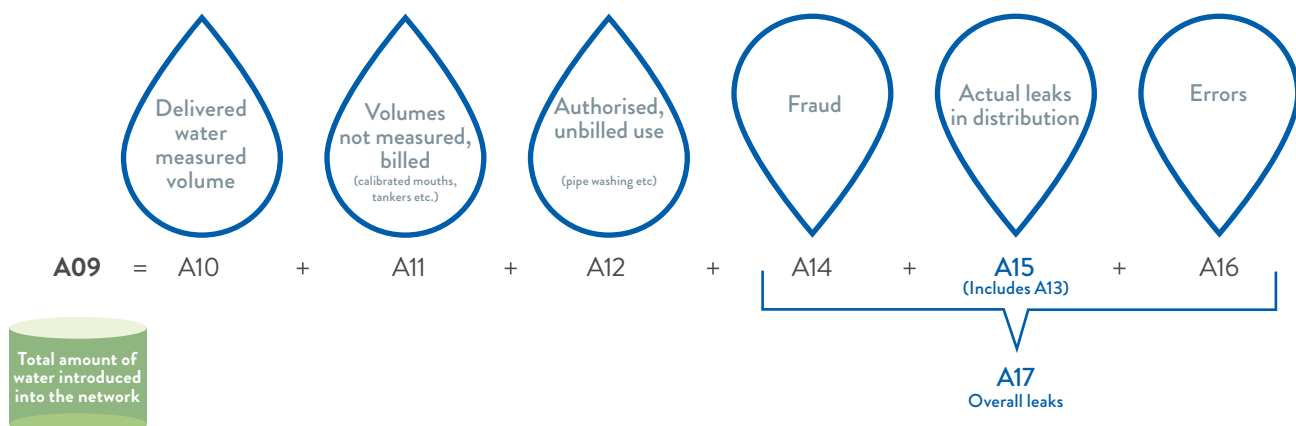 Delivered
water
measured
volume
Volumes
not measured,
billed
(calibrated mouths,
tankers etc.)
Authorised,
unbilled use
(pipe washing etc)
Fraud
Actual leaks
in distribution
Errors
A09 = A10 + A11 + A12 + A14 + A15 + A16
(Includes A13)
Total amount of
water introduced
into the network
A17
Overall leaks